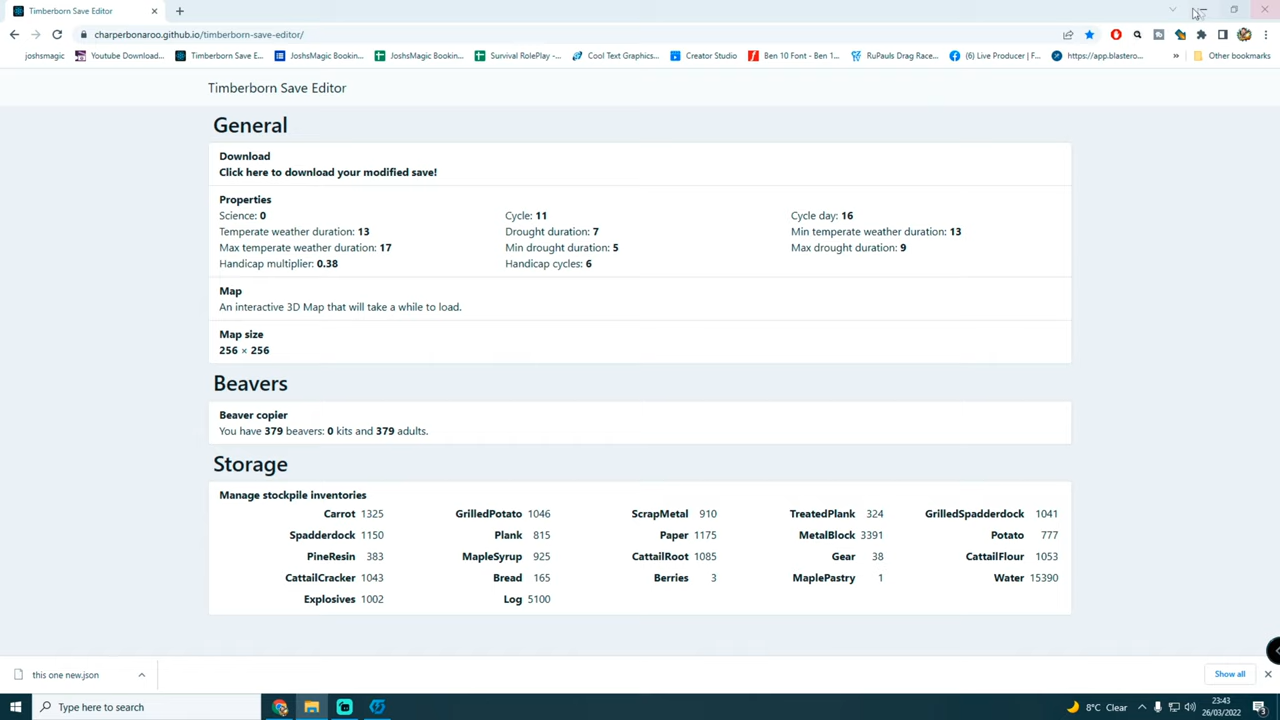 Timberborn Save Editor
charperbonaroo.github.io/timberborn-save-editor/
joshsmagic Youtube Download... Timberborn Save E... JoshsMagic Bookin... JoshsMagic Bookin... Survival RolePlay -... Cool Text Graphics... Creator Studio Ben 10 Font - Ben 1... RuPauls Drag Race... (6) Live Producer | F... https://app.blastero... » Other bookmarks
Timberborn Save Editor
General
Download
Click here to download your modified save!
Properties
Science: 0 Cycle: 11 Cycle day: 16
Temperate weather duration: 13 Drought duration: 7 Min temperate weather duration: 13
Max temperate weather duration: 17 Min drought duration: 5 Max drought duration: 9
Handicap multiplier: 0.38 Handicap cycles: 6
Map
An interactive 3D Map that will take a while to load.
Map size
256 × 256
Beavers
Beaver copier
You have 379 beavers: 0 kits and 379 adults.
Storage
Manage stockpile inventories
Carrot 1325 GrilledPotato 1046 ScrapMetal 910 TreatedPlank 324 GrilledSpadderdock 1041
Spadderdock 1150 Plank 815 Paper 1175 MetalBlock 3391 Potato 777
PineResin 383 MapleSyrup 925 CattailRoot 1085 Gear 38 CattailFlour 1053
CattailCracker 1043 Bread 165 Berries 3 MaplePastry 1 Water 15390
Explosives 1002 Log 5100
this one new.json Show all
Type here to search 8°C Clear 23:43
26/03/2022 3